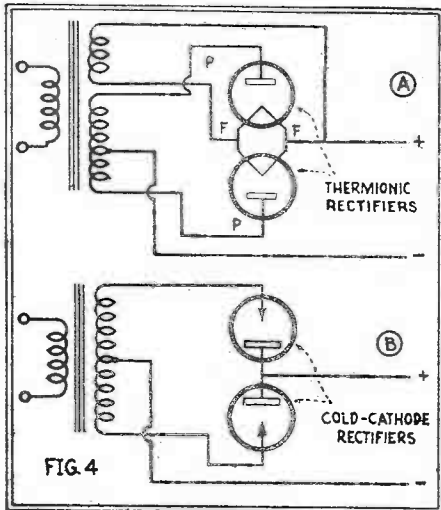 P
A
F
F
+
THERMIONIC
RECTIFIERS
P
-
B
+
COLD-CATHODE
RECTIFIERS
FIG. 4
-